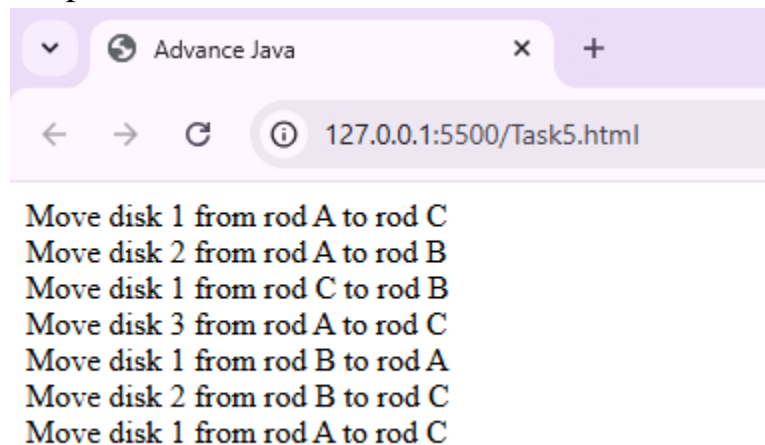 Advance Java
127.0.0.1:5500/Task5.html
Move disk 1 from rod A to rod C
Move disk 2 from rod A to rod B
Move disk 1 from rod C to rod B
Move disk 3 from rod A to rod C
Move disk 1 from rod B to rod A
Move disk 2 from rod B to rod C
Move disk 1 from rod A to rod C